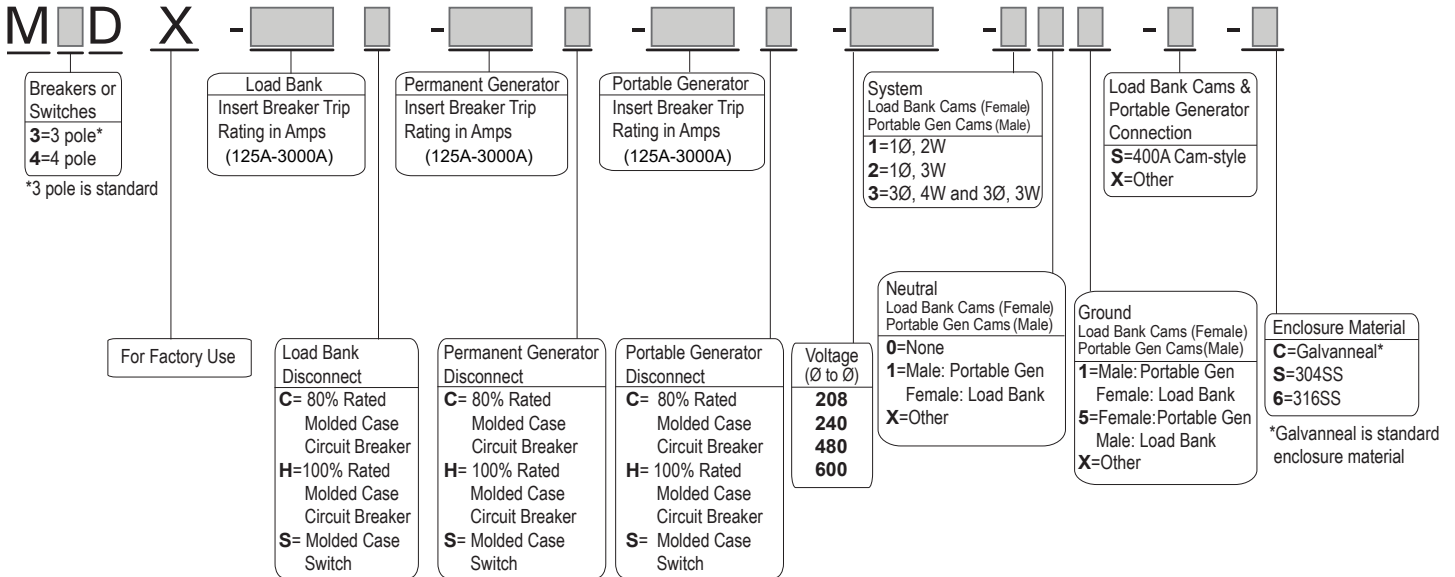 M D X - - - - - - -
Breakers or
Switches
3=3 pole*
4=4 pole
*3 pole is standard
Load Bank
Insert Breaker Trip
Rating in Amps
(125A-3000A)
Permanent Generator
Insert Breaker Trip
Rating in Amps
(125A-3000A)
Portable Generator
Insert Breaker Trip
Rating in Amps
(125A-3000A)
System
Load Bank Cams (Female)
Portable Gen Cams (Male)
1=1Ø, 2W
2=1Ø, 3W
3=3Ø, 4W and 3Ø, 3W
Load Bank Cams &
Portable Generator
Connection
S=400A Cam-style
X=Other
For Factory Use
Load Bank
Disconnect
C= 80% Rated
Molded Case
Circuit Breaker
H=100% Rated
Molded Case
Circuit Breaker
S= Molded Case
Switch
Permanent Generator
Disconnect
C= 80% Rated
Molded Case
Circuit Breaker
H= 100% Rated
Molded Case
Circuit Breaker
S= Molded Case
Switch
Portable Generator
Disconnect
C= 80% Rated
Molded Case
Circuit Breaker
H= 100% Rated
Molded Case
Circuit Breaker
S= Molded Case
Switch
Voltage
(Ø to Ø)
208
240
480
600
Neutral
Load Bank Cams (Female)
Portable Gen Cams (Male)
0=None
1=Male: Portable Gen
Female: Load Bank
X=Other
Ground
Load Bank Cams (Female)
Portable Gen Cams(Male)
1=Male: Portable Gen
Female: Load Bank
5=Female:Portable Gen
Male: Load Bank
X=Other
Enclosure Material
C=Galvanneal*
S=304SS
6=316SS
*Galvanneal is standard
enclosure material